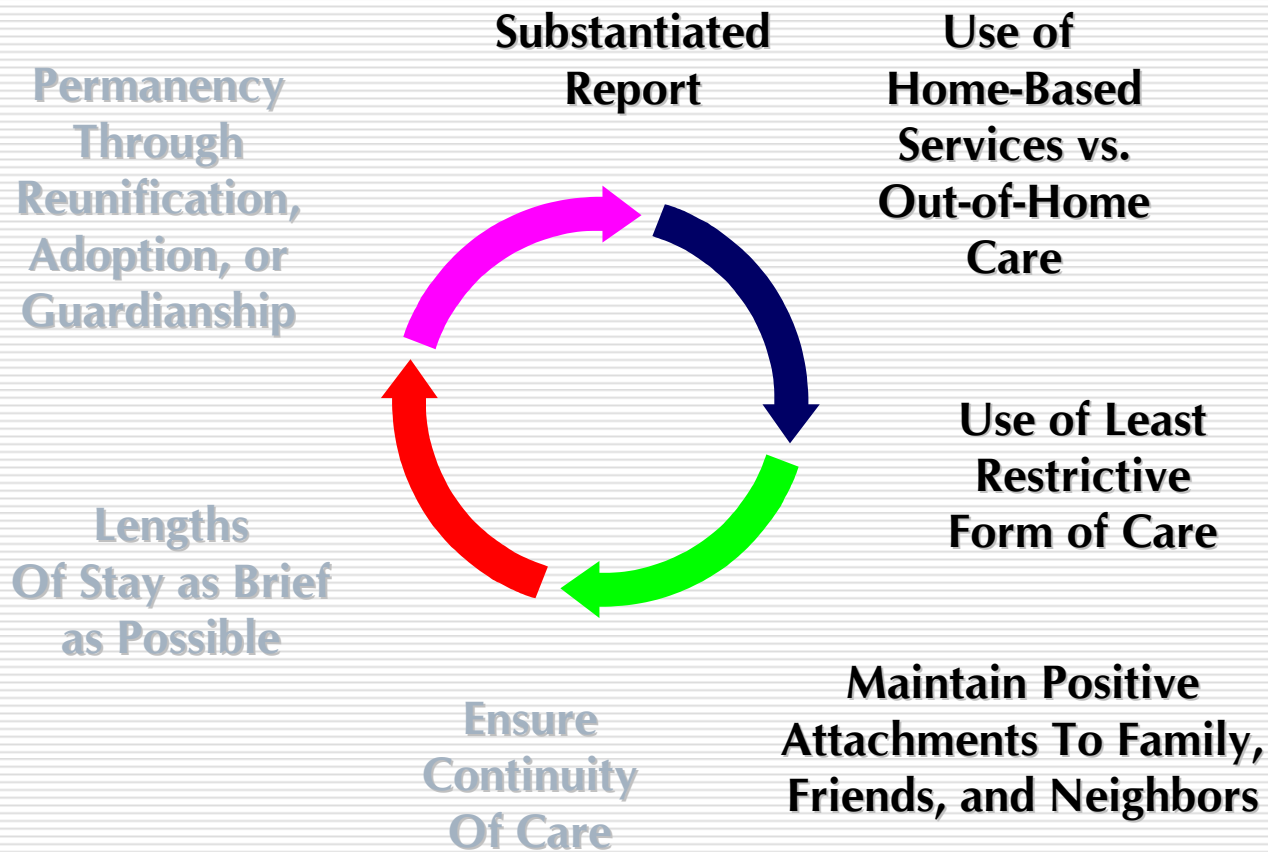 Substantiated
Report
Use of
Home-Based
Services vs.
Out-of-Home
Care
Use of Least
Restrictive
Form of Care
Maintain Positive
Attachments To Family,
Friends, and Neighbors
Ensure
Continuity
Of Care
Lengths
Of Stay as Brief
as Possible
Permanency
Through
Reunification,
Adoption, or
Guardianship